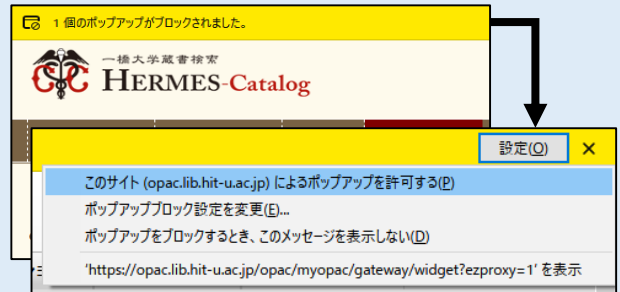 1 個のポップアップがブロックされました。
一橋大学蔵書検索
HERMES-Catalog
設定(O)
このサイト (opac.lib.hit-u.ac.jp) によるポップアップを許可する(P)
ポップアップブロック設定を変更(E)...
ポップアップをブロックするとき、このメッセージを表示しない(D)
'https://opac.lib.hit-u.ac.jp/opac/myopac/gateway/widget?ezproxy=1' を表示